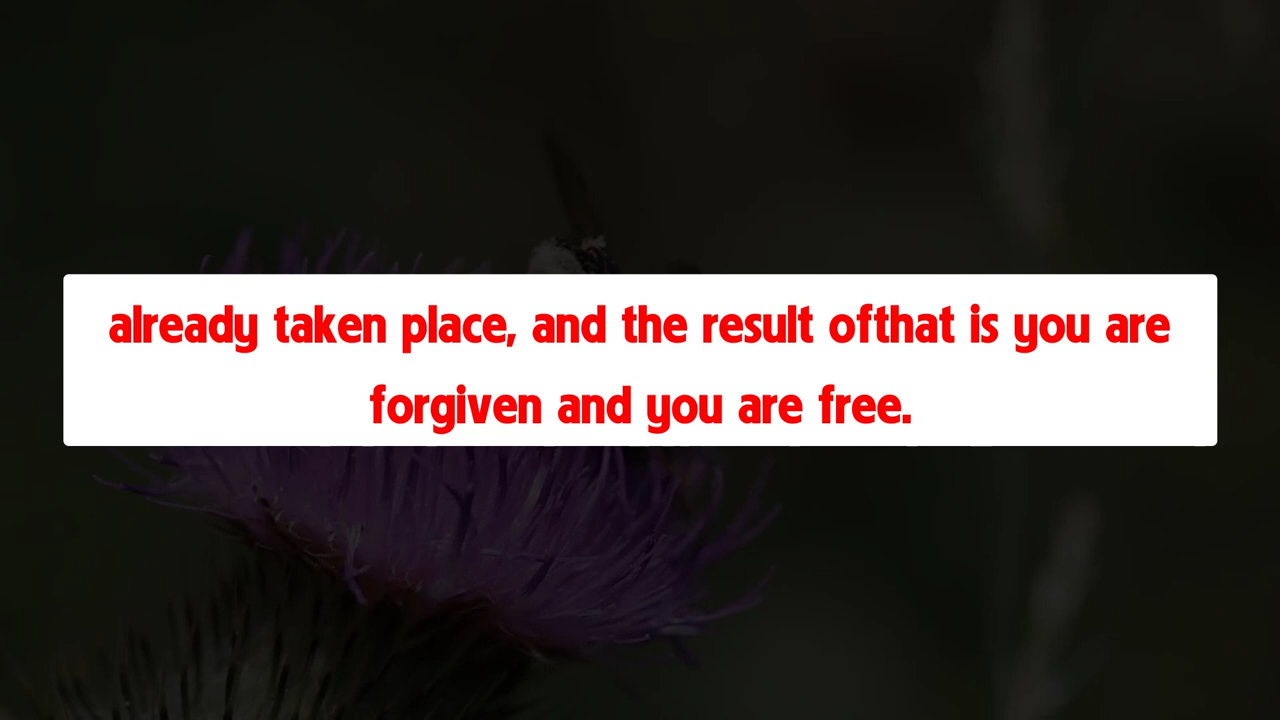 already taken place, and the result ofthat is you are
forgiven and you are free.